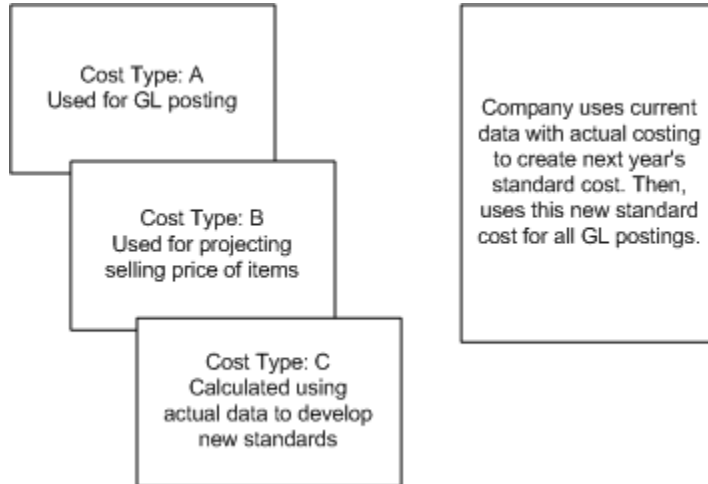 Cost Type: A
Used for GL posting
Cost Type: B
Used for projecting
selling price of items
Cost Type: C
Calculated using
actual data to develop
new standards
Company uses current
data with actual costing
to create next year's
standard cost. Then,
uses this new standard
cost for all GL postings.